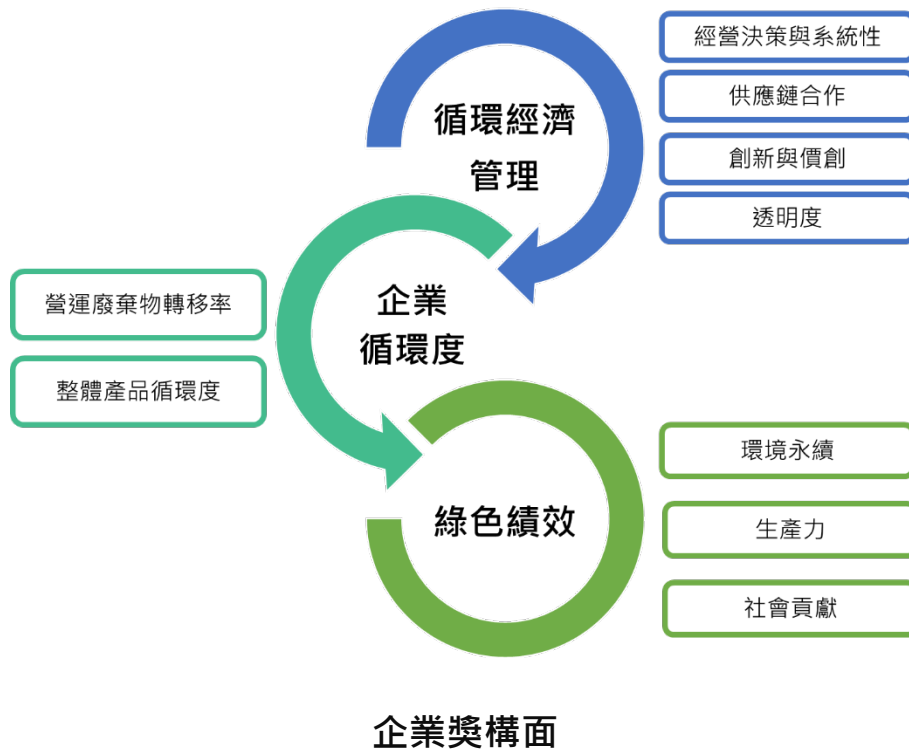 經營決策與系統性
供應鏈合作
循環經濟
管理
創新與價創
透明度
營運廢棄物轉移率
整體產品循環度
企業
循環度
環境永續
綠色績效
生產力
社會貢獻
企業獎構面